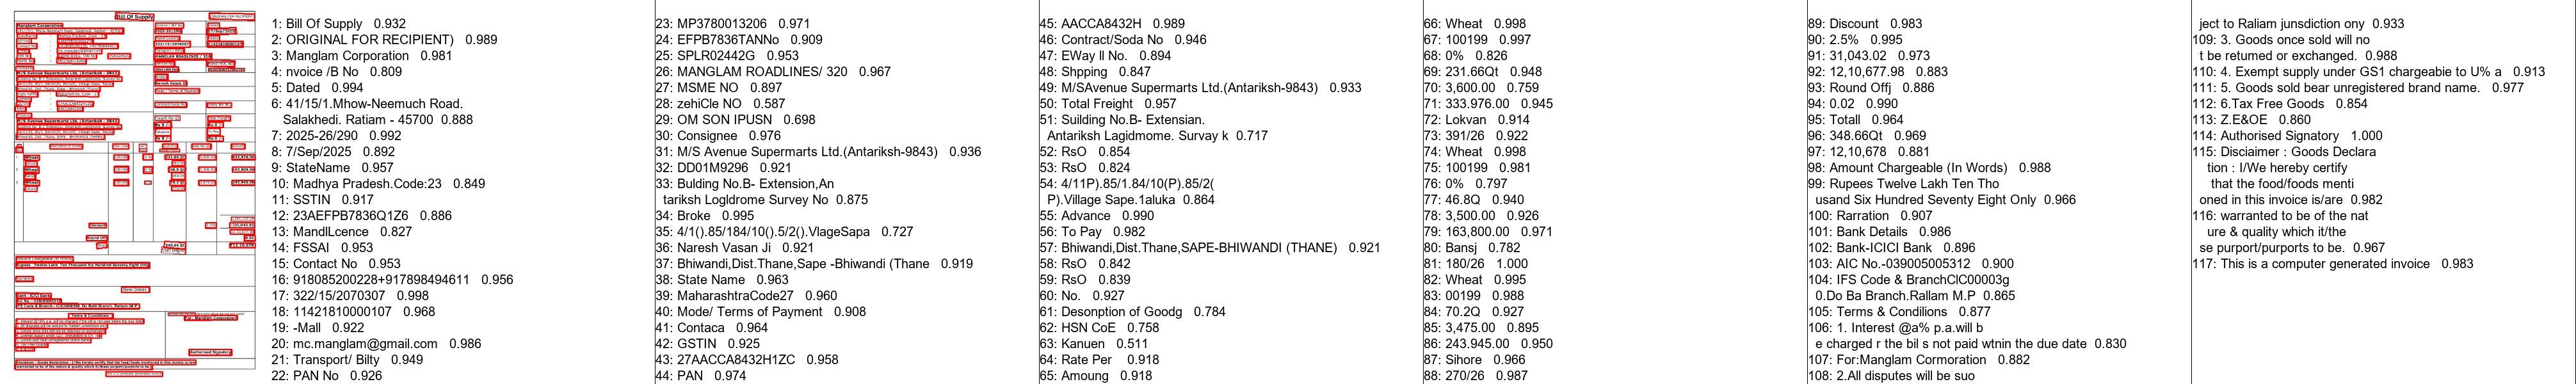 1: Bill Of Supply 0.932
2: ORIGINAL FOR RECIPIENT) 0.989
3: Manglam Corporation 0.981
4: nvoice /B No 0.809
5: Dated 0.994
6: 41/15/1.Mhow-Neemuch Road.
Salakhedi. Ratiam - 45700 0.888
7: 2025-26/290 0.992
8: 7/Sep/2025 0.892
9: StateName 0.957
10: Madhya Pradesh.Code:23 0.849
11: SSTIN 0.917
12: 23AEFPB7836Q1Z6 0.886
13: MandlLcence 0.827
14: FSSAI 0.953
15: Contact No 0.953
16: 918085200228+917898494611 0.956
17: 322/15/2070307 0.998
18: 11421810000107 0.968
19: -Mall 0.922
20: mc.manglam@gmail.com 0.986
21: Transport/ Bilty 0.949
22: PAN No 0.926
23: MP3780013206 0.971
24: EFPB7836TANNo 0.909
25: SPLR02442G 0.953
26: MANGLAM ROADLINES/ 320 0.967
27: MSME NO 0.897
28: zehiCle NO 0.587
29: OM SON IPUSN 0.698
30: Consignee 0.976
31: M/S Avenue Supermarts Ltd.(Antariksh-9843) 0.936
32: DD01M9296 0.921
33: Bulding No.B- Extension,An
tariksh Logldrome Survey No 0.875
34: Broke 0.995
35: 4/1().85/184/10().5/2().VlageSapa 0.727
36: Naresh Vasan Ji 0.921
37: Bhiwandi,Dist.Thane,Sape -Bhiwandi (Thane 0.919
38: State Name 0.963
39: MaharashtraCode27 0.960
40: Mode/ Terms of Payment 0.908
41: Contaca 0.964
42: GSTIN 0.925
43: 27AACCA8432H1ZC 0.958
44: PAN 0.974
45: AACCA8432H 0.989
46: Contract/Soda No 0.946
47: EWay ll No. 0.894
48: Shpping 0.847
49: M/SAvenue Supermarts Ltd.(Antariksh-9843) 0.933
50: Total Freight 0.957
51: Suilding No.B- Extensian.
Antariksh Lagidmome. Survay k 0.717
52: RsO 0.854
53: RsO 0.824
54: 4/11P).85/1.84/10(P).85/2(
P).Village Sape.1aluka 0.864
55: Advance 0.990
56: To Pay 0.982
57: Bhiwandi,Dist.Thane,SAPE-BHIWANDI (THANE) 0.921
58: RsO 0.842
59: RsO 0.839
60: No. 0.927
61: Desonption of Goodg 0.784
62: HSN CoE 0.758
63: Kanuen 0.511
64: Rate Per 0.918
65: Amoung 0.918
66: Wheat 0.998
67: 100199 0.997
68: 0% 0.826
69: 231.66Qt 0.948
70: 3,600.00 0.759
71: 333.976.00 0.945
72: Lokvan 0.914
73: 391/26 0.922
74: Wheat 0.998
75: 100199 0.981
76: 0% 0.797
77: 46.8Q 0.940
78: 3,500.00 0.926
79: 163,800.00 0.971
80: Bansj 0.782
81: 180/26 1.000
82: Wheat 0.995
83: 00199 0.988
84: 70.2Q 0.927
85: 3,475.00 0.895
86: 243.945.00 0.950
87: Sihore 0.966
88: 270/26 0.987
89: Discount 0.983
90: 2.5% 0.995
91: 31,043.02 0.973
92: 12,10,677.98 0.883
93: Round Offj 0.886
94: 0.02 0.990
95: Totall 0.964
96: 348.66Qt 0.969
97: 12,10,678 0.881
98: Amount Chargeable (In Words) 0.988
99: Rupees Twelve Lakh Ten Tho
usand Six Hundred Seventy Eight Only 0.966
100: Rarration 0.907
101: Bank Details 0.986
102: Bank-ICICI Bank 0.896
103: AIC No.-039005005312 0.900
104: IFS Code & BranchClC00003g
0.Do Ba Branch.Rallam M.P 0.865
105: Terms & Condilions 0.877
106: 1. Interest @a% p.a.will b
e charged r the bil s not paid wtnin the due date 0.830
107: For:Manglam Cormoration 0.882
108: 2.All disputes will be suo
ject to Raliam junsdiction ony 0.933
109: 3. Goods once sold will no
t be returned or exchanged. 0.988
110: 4. Exempt supply under GS1 chargeabie to U% a 0.913
111: 5. Goods sold bear unregistered brand name. 0.977
112: 6.Tax Free Goods 0.854
113: Z.E&OE 0.860
114: Authorised Signatory 1.000
115: Disciaimer : Goods Declara
tion : I/We hereby certify
that the food/foods menti
oned in this invoice is/are 0.982
116: warranted to be of the nat
ure & quality which it/the
se purport/purports to be. 0.967
117: This is a computer generated invoice 0.983